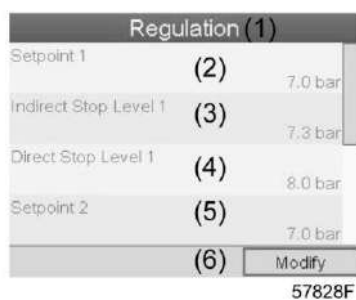 Regulation (1)
Setpoint 1
(2)
7.0 bar
Indirect Stop Level 1
(3)
7.3 bar
Direct Stop Level 1
(4)
8.0 bar
Setpoint 2
(5)
7.0 bar
(6) Modify
57828F